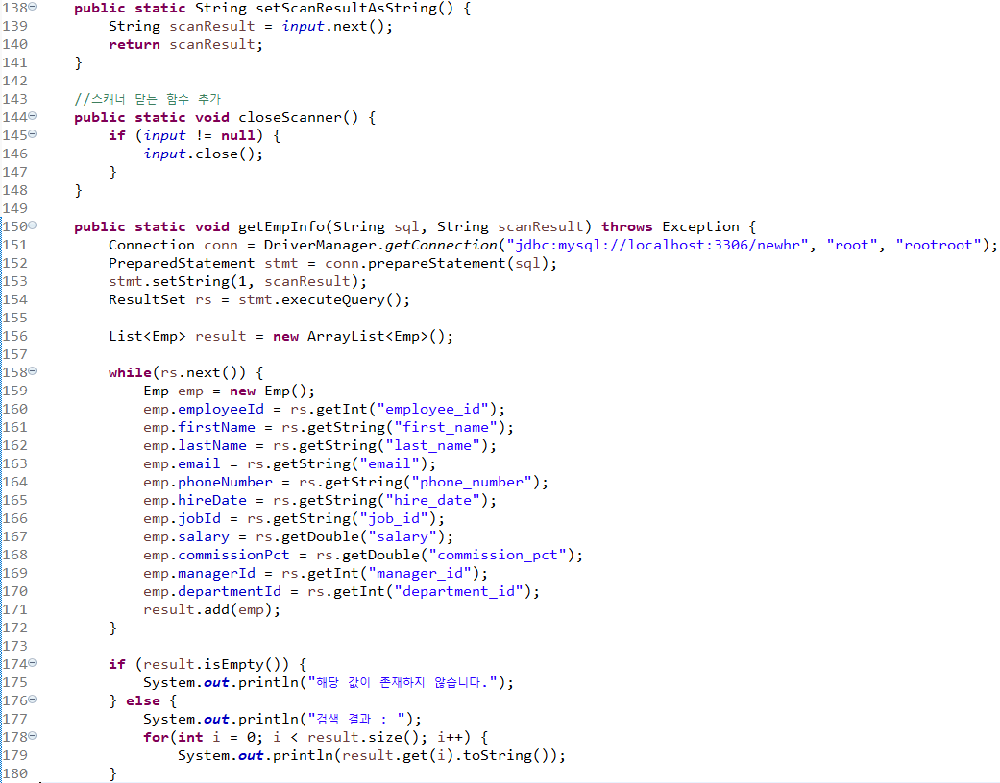 138 public static String setScanResultAsString() {
139 String scanResult = input.next();
140 return scanResult;
141 }
142
143 //스캐너 닫는 함수 추가
144 public static void closeScanner() {
145 if (input != null) {
146 input.close();
147 }
148 }
149
150 public static void getEmpInfo(String sql, String scanResult) throws Exception {
151 Connection conn = DriverManager.getConnection("jdbc:mysql://localhost:3306/newhr", "root", "rootroot");
152 PreparedStatement stmt = conn.prepareStatement(sql);
153 stmt.setString(1, scanResult);
154 ResultSet rs = stmt.executeQuery();
155
156 List<Emp> result = new ArrayList<Emp>();
157
158 while(rs.next()) {
159 Emp emp = new Emp();
160 emp.employeeId = rs.getInt("employee_id");
161 emp.firstName = rs.getString("first_name");
162 emp.lastName = rs.getString("last_name");
163 emp.email = rs.getString("email");
164 emp.phoneNumber = rs.getString("phone_number");
165 emp.hireDate = rs.getString("hire_date");
166 emp.jobId = rs.getString("job_id");
167 emp.salary = rs.getDouble("salary");
168 emp.commissionPct = rs.getDouble("commission_pct");
169 emp.managerId = rs.getInt("manager_id");
170 emp.departmentId = rs.getInt("department_id");
171 result.add(emp);
172 }
173
174 if (result.isEmpty()) {
175 System.out.println("해당 값이 존재하지 않습니다.");
176 } else {
177 System.out.println("검색 결과 : ");
178 for(int i = 0; i < result.size(); i++) {
179 System.out.println(result.get(i).toString());
180 }